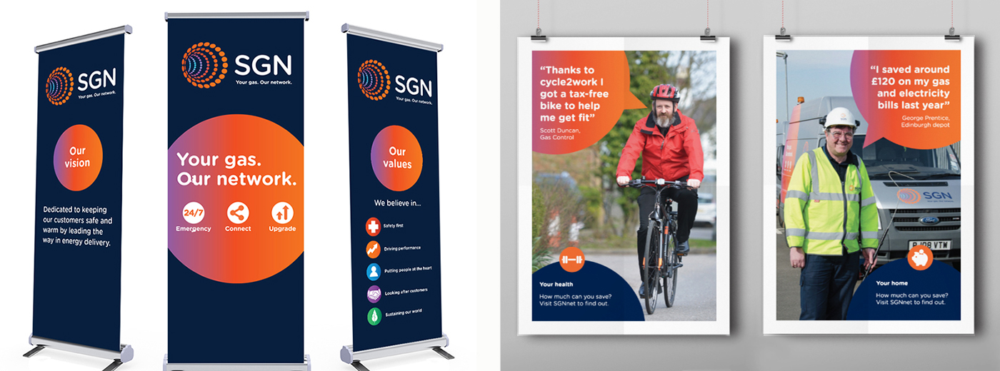 SGN
Your gas. Our network.
Our
vision
Dedicated to keeping
our customers safe and
warm by leading the
way in energy delivery.
SGN
Your gas. Our network.
Your gas.
Our network.
24/7
Emergency
Connect
Upgrade
SGN
Your gas. Our network.
Our
values
We believe in...
Safety first
Driving performance
Putting people at the heart
Looking after customers
Sustaining our world
“Thanks to
cycle2work I
got a tax-free
bike to help
me get fit”
Scott Duncan,
Gas Control
Your health
How much can you save?
Visit SGNnet to find out.
“I saved around
£120 on my gas
and electricity
bills last year”
George Prentice,
Edinburgh depot
SGN
Ford
Your home
How much can you save?
Visit SGNnet to find out.